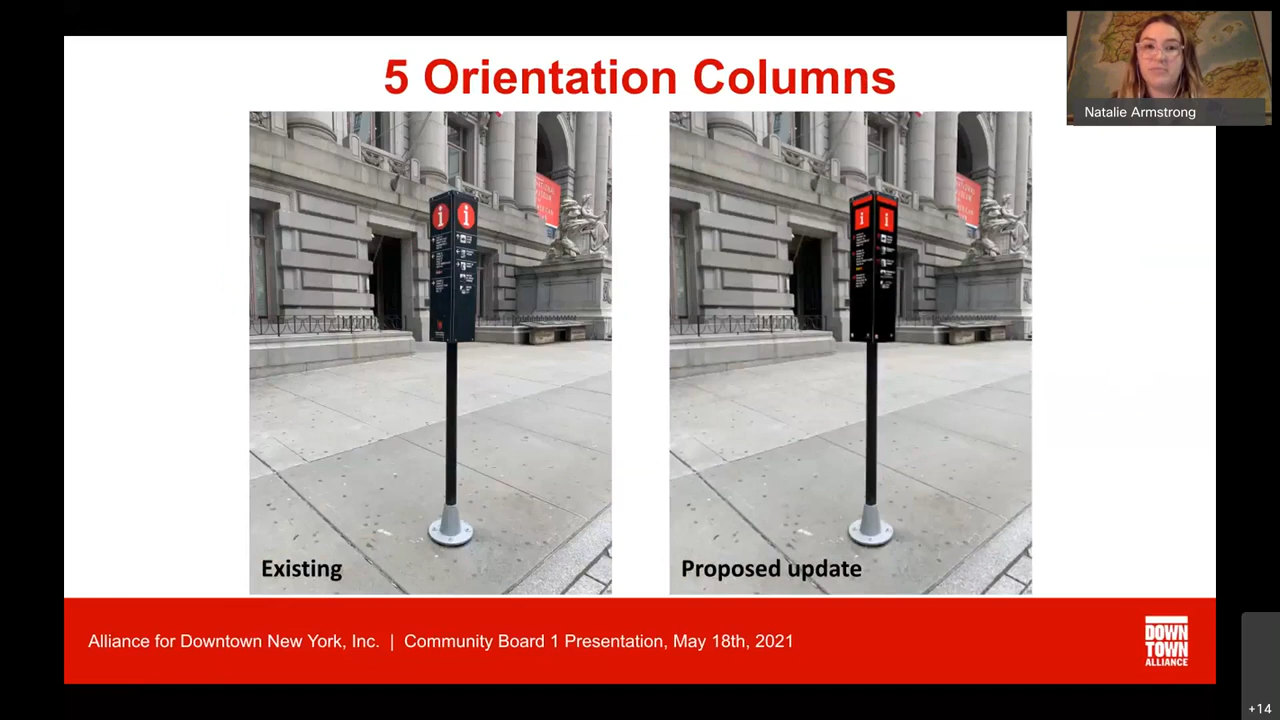 5 Orientation Columns
Natalie Armstrong
i i
i i
Existing
Proposed update
Alliance for Downtown New York, Inc. | Community Board 1 Presentation, May 18th, 2021
DOWN
TOWN
ALLIANCE
+14